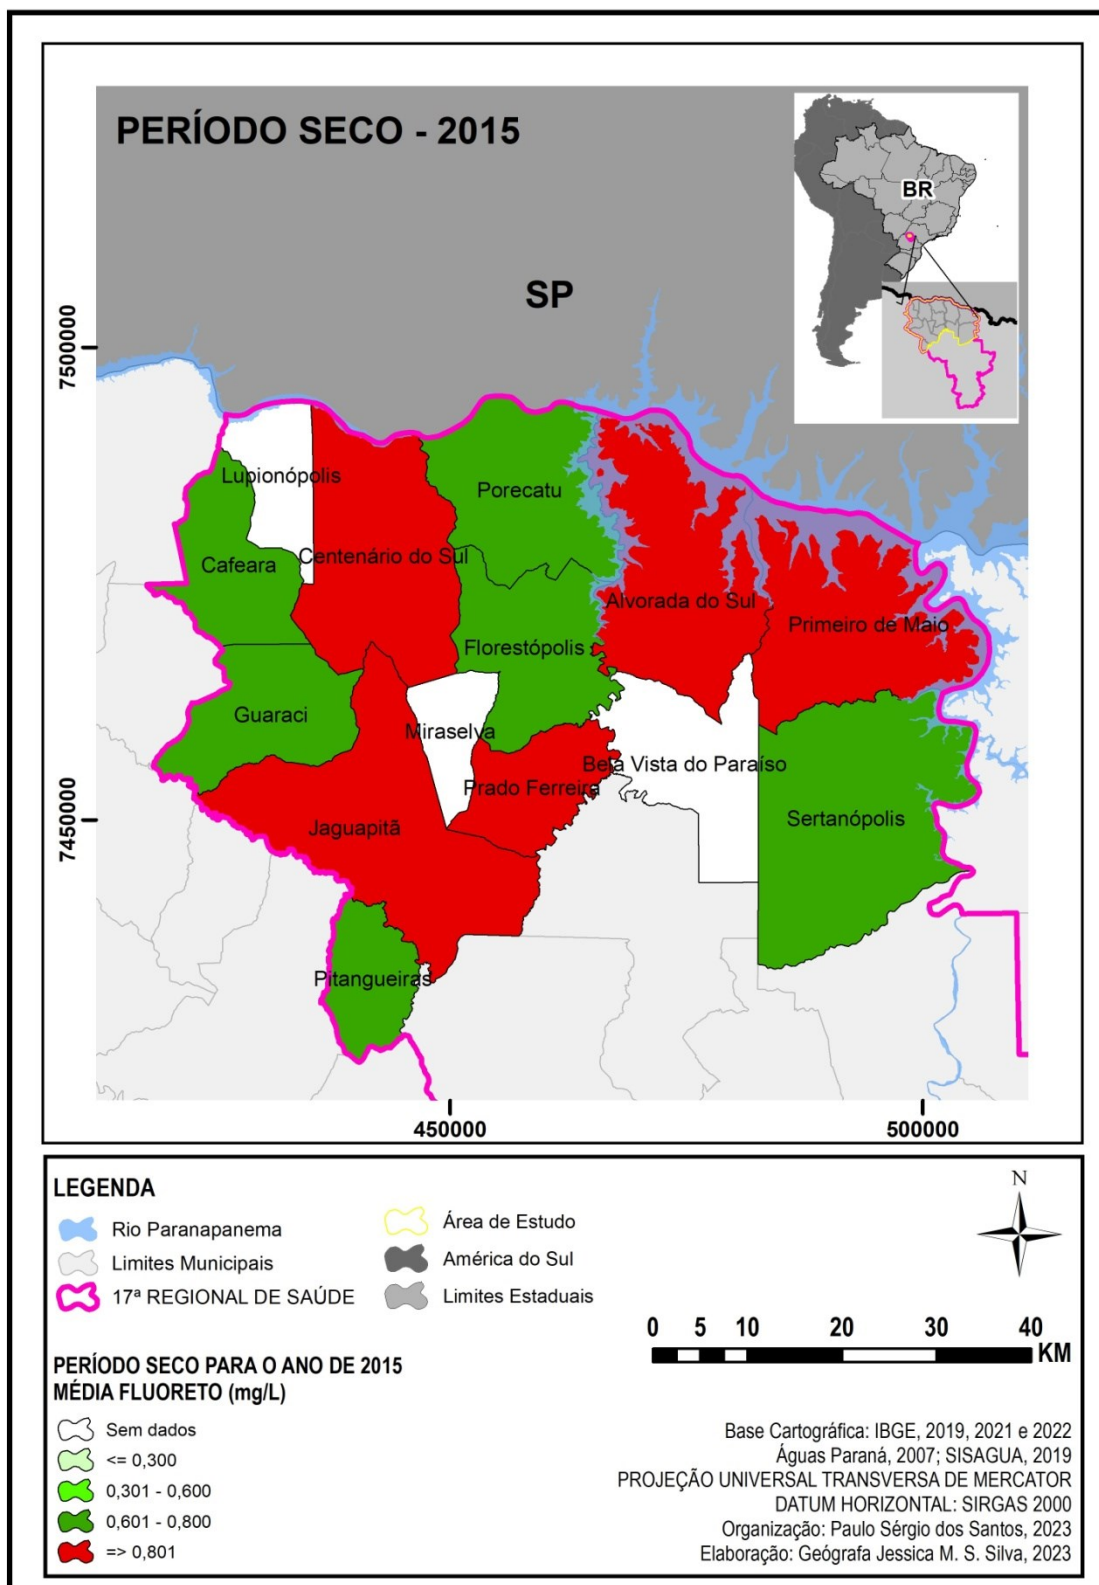 PERÍODO SECO - 2015
BR
SP
7500000
7450000
Lupionópolis
Porecatu
Cafeara
Centenário do Sul
Alvorada do Sul
Primeiro de Maio
Florestópolis
Guaraci
Miraselva
Bela Vista do Paraíso
Prado Ferreira
Sertanópolis
Jaguapitã
Pitangueiras
450000
500000
LEGENDA
Rio Paranapanema
Limites Municipais
17ª REGIONAL DE SAÚDE
Área de Estudo
América do Sul
Limites Estaduais
N
0 5 10 20 30 40
KM
PERÍODO SECO PARA O ANO DE 2015
MÉDIA FLUORETO (mg/L)
Sem dados
<= 0,300
0,301 - 0,600
0,601 - 0,800
=> 0,801
Base Cartográfica: IBGE, 2019, 2021 e 2022
Águas Paraná, 2007; SISAGUA, 2019
PROJEÇÃO UNIVERSAL TRANSVERSA DE MERCATOR
DATUM HORIZONTAL: SIRGAS 2000
Organização: Paulo Sérgio dos Santos, 2023
Elaboração: Geógrafa Jessica M. S. Silva, 2023